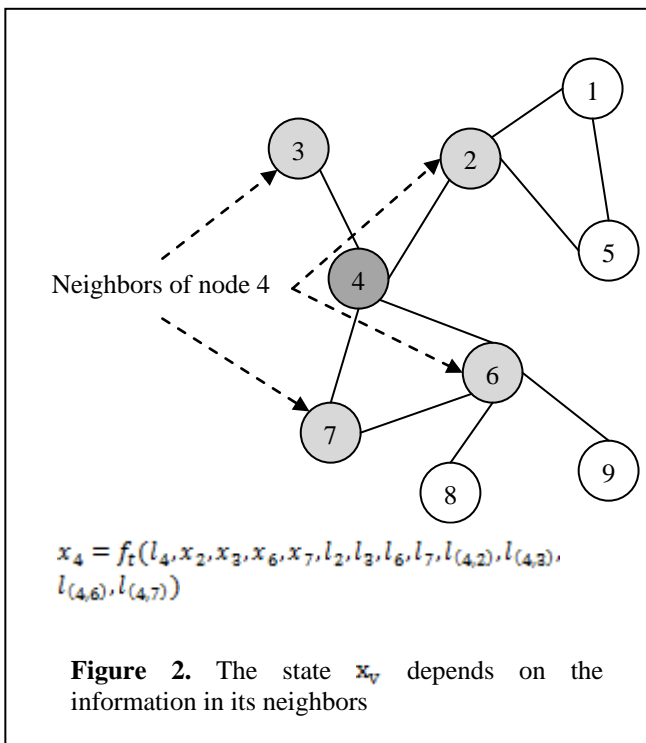 1
3
2
5
Neighbors of node 4
4
6
7
9
8
x₄ = fₜ(l₄, x₂, x₃, x₆, x₇, l₂, l₃, l₆, l₇, l₍₄,₂₎, l₍₄,₃₎,
l₍₄,₆₎, l₍₄,₇₎)
Figure 2. The state xᵥ depends on the
information in its neighbors